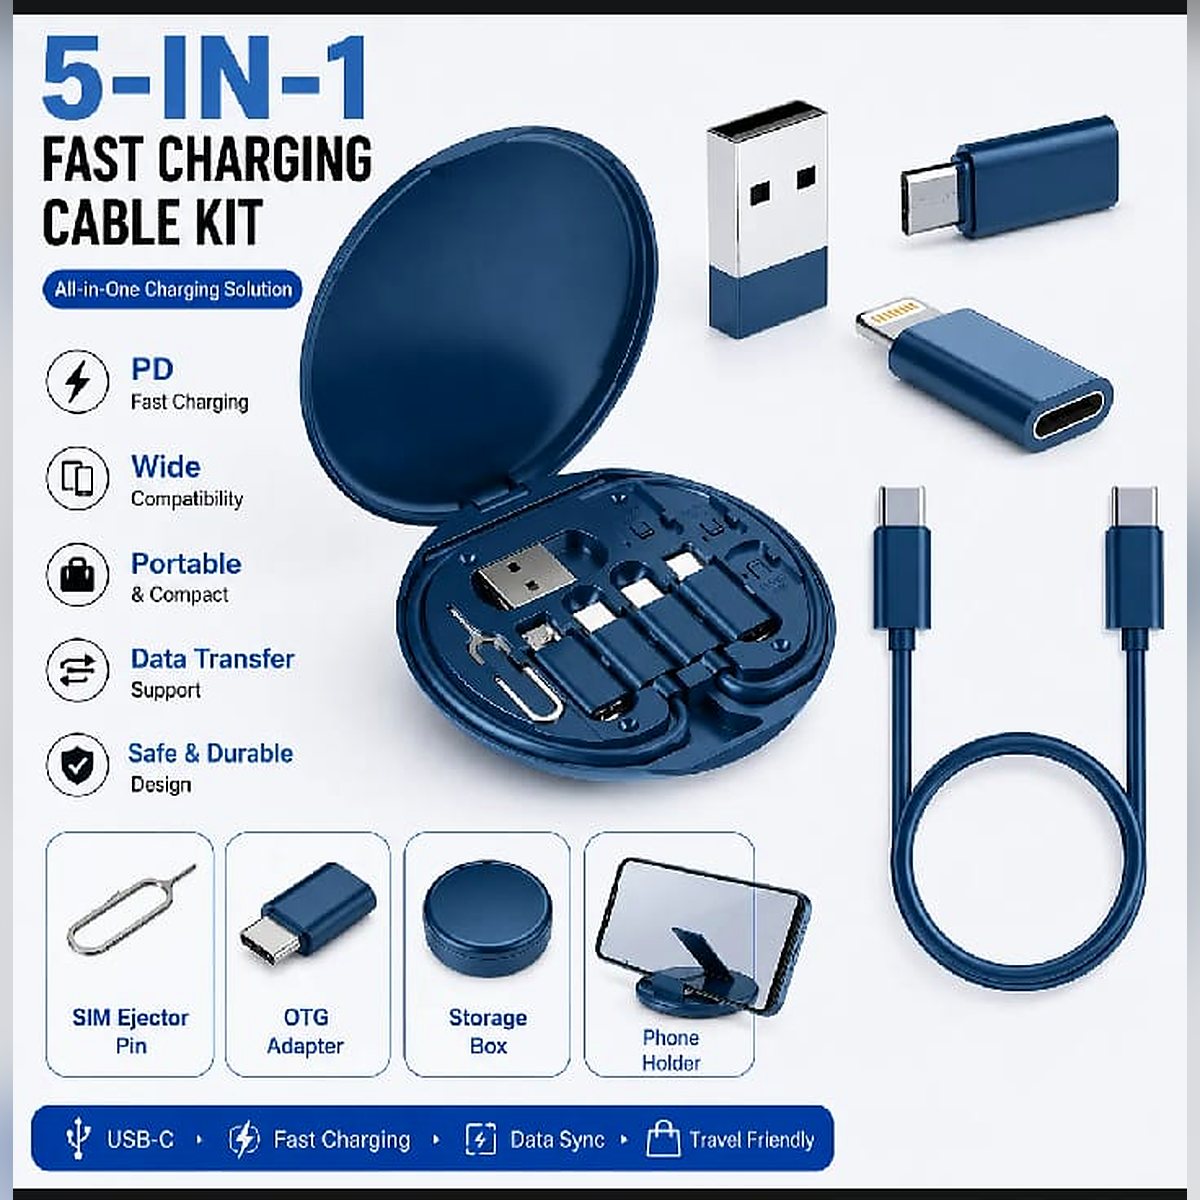 5-IN-1
FAST CHARGING
CABLE KIT
All-in-One Charging Solution
PD
Fast Charging
Wide
Compatibility
Portable
& Compact
Data Transfer
Support
Safe & Durable
Design
SIM Ejector
Pin
OTG
Adapter
Storage
Box
Phone
Holder
USB-C
Fast Charging
Data Sync
Travel Friendly